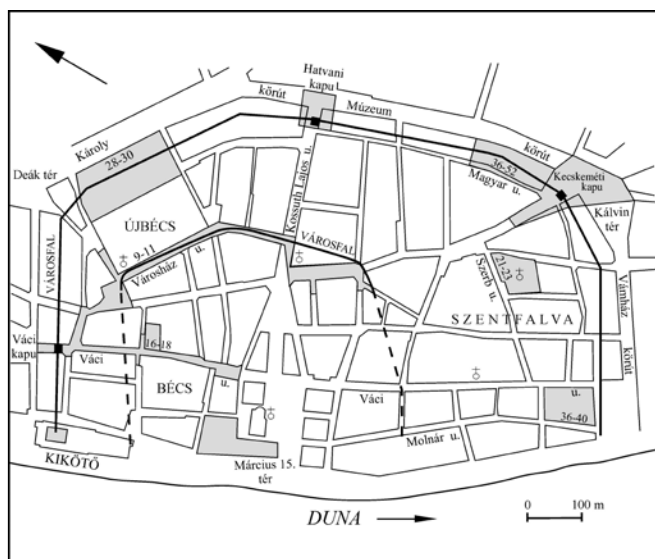 Hatvani
kapu
körút
Múzeum
Károly
28-30
Deák tér
körút
36-52
Magyar u.
Kecskeméti
kapu
Kálvin
tér
Kossuth Lajos u.
ÚJBÉCS
9-11
Városház
u.
VÁROSFAL
VÁROSFAL
21-23
Szerb u.
Vámház
körút
SZENTFALVA
Váci
kapu
16-18
Váci
BÉCS
u.
Váci
u.
36-40
Molnár u.
KIKÖTŐ
Március 15.
tér
DUNA
0 100 m